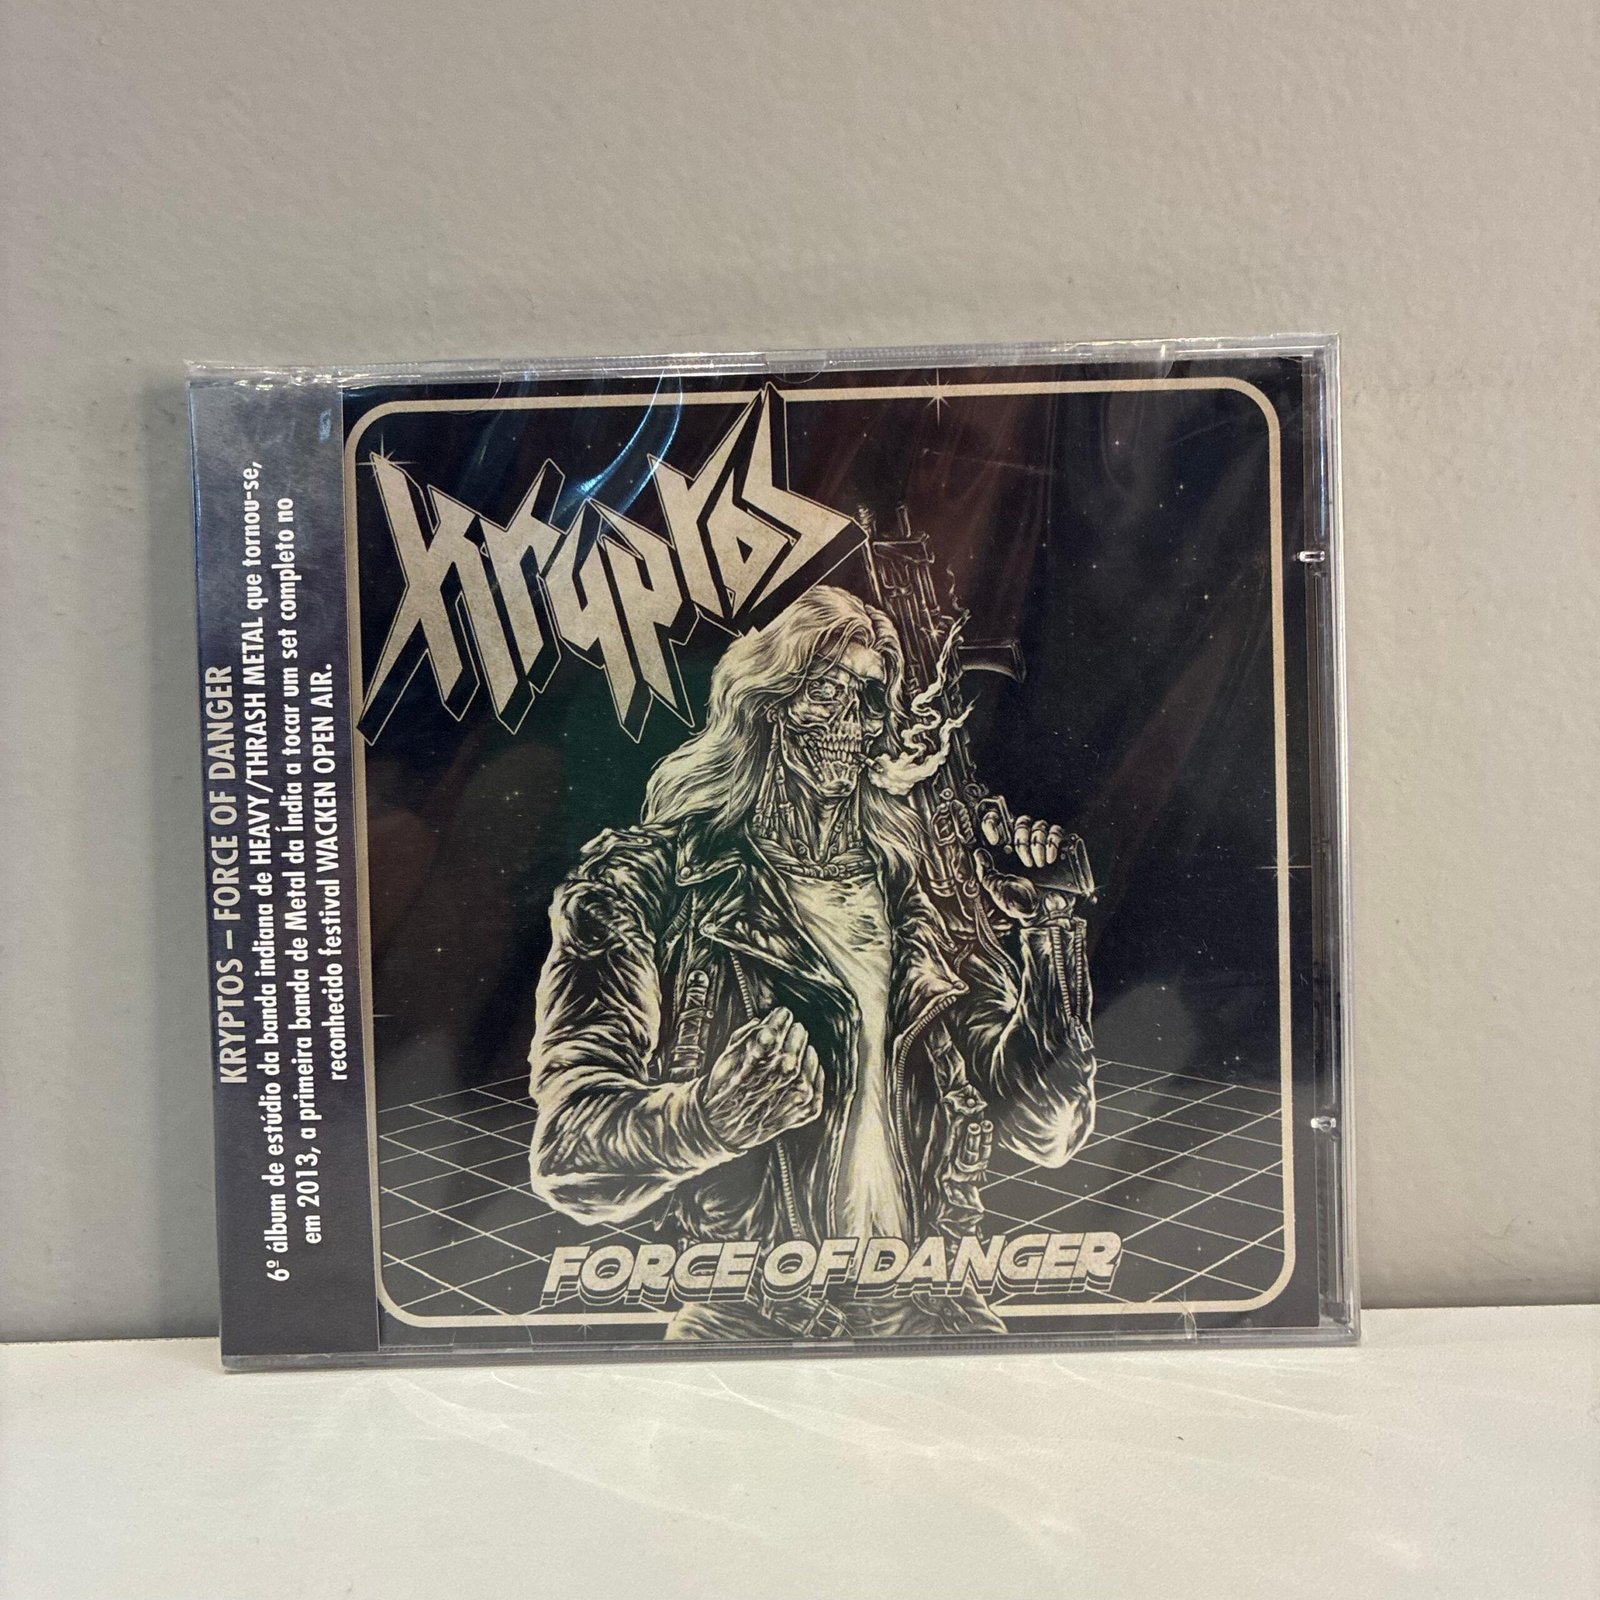 KRYPTOS – FORCE OF DANGER
6º álbum de estúdio da banda indiana de HEAVY/THRASH METAL que tornou-se,
em 2013, a primeira banda de Metal da Índia a tocar um set completo no
reconhecido festival WACKEN OPEN AIR.
Kryptos
FORCE OF DANGER